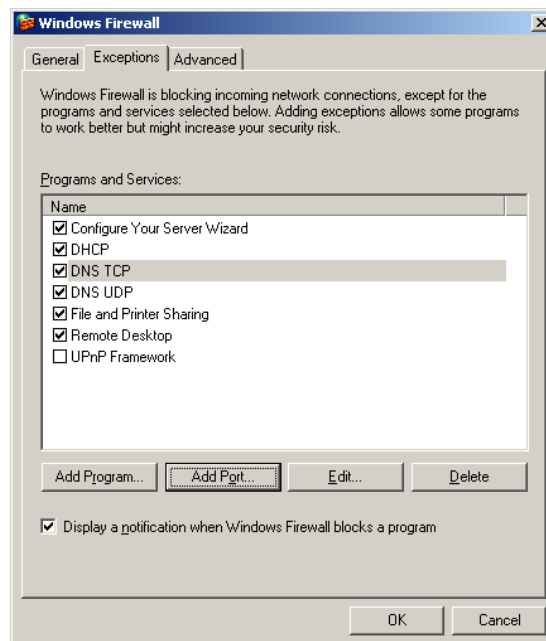 Windows Firewall
General Exceptions Advanced
Windows Firewall is blocking incoming network connections, except for the
programs and services selected below. Adding exceptions allows some programs
to work better but might increase your security risk.
Programs and Services:
Name
Configure Your Server Wizard
DHCP
DNS TCP
DNS UDP
File and Printer Sharing
Remote Desktop
UPnP Framework
Add Program... Add Port... Edit... Delete
Display a notification when Windows Firewall blocks a program
OK Cancel